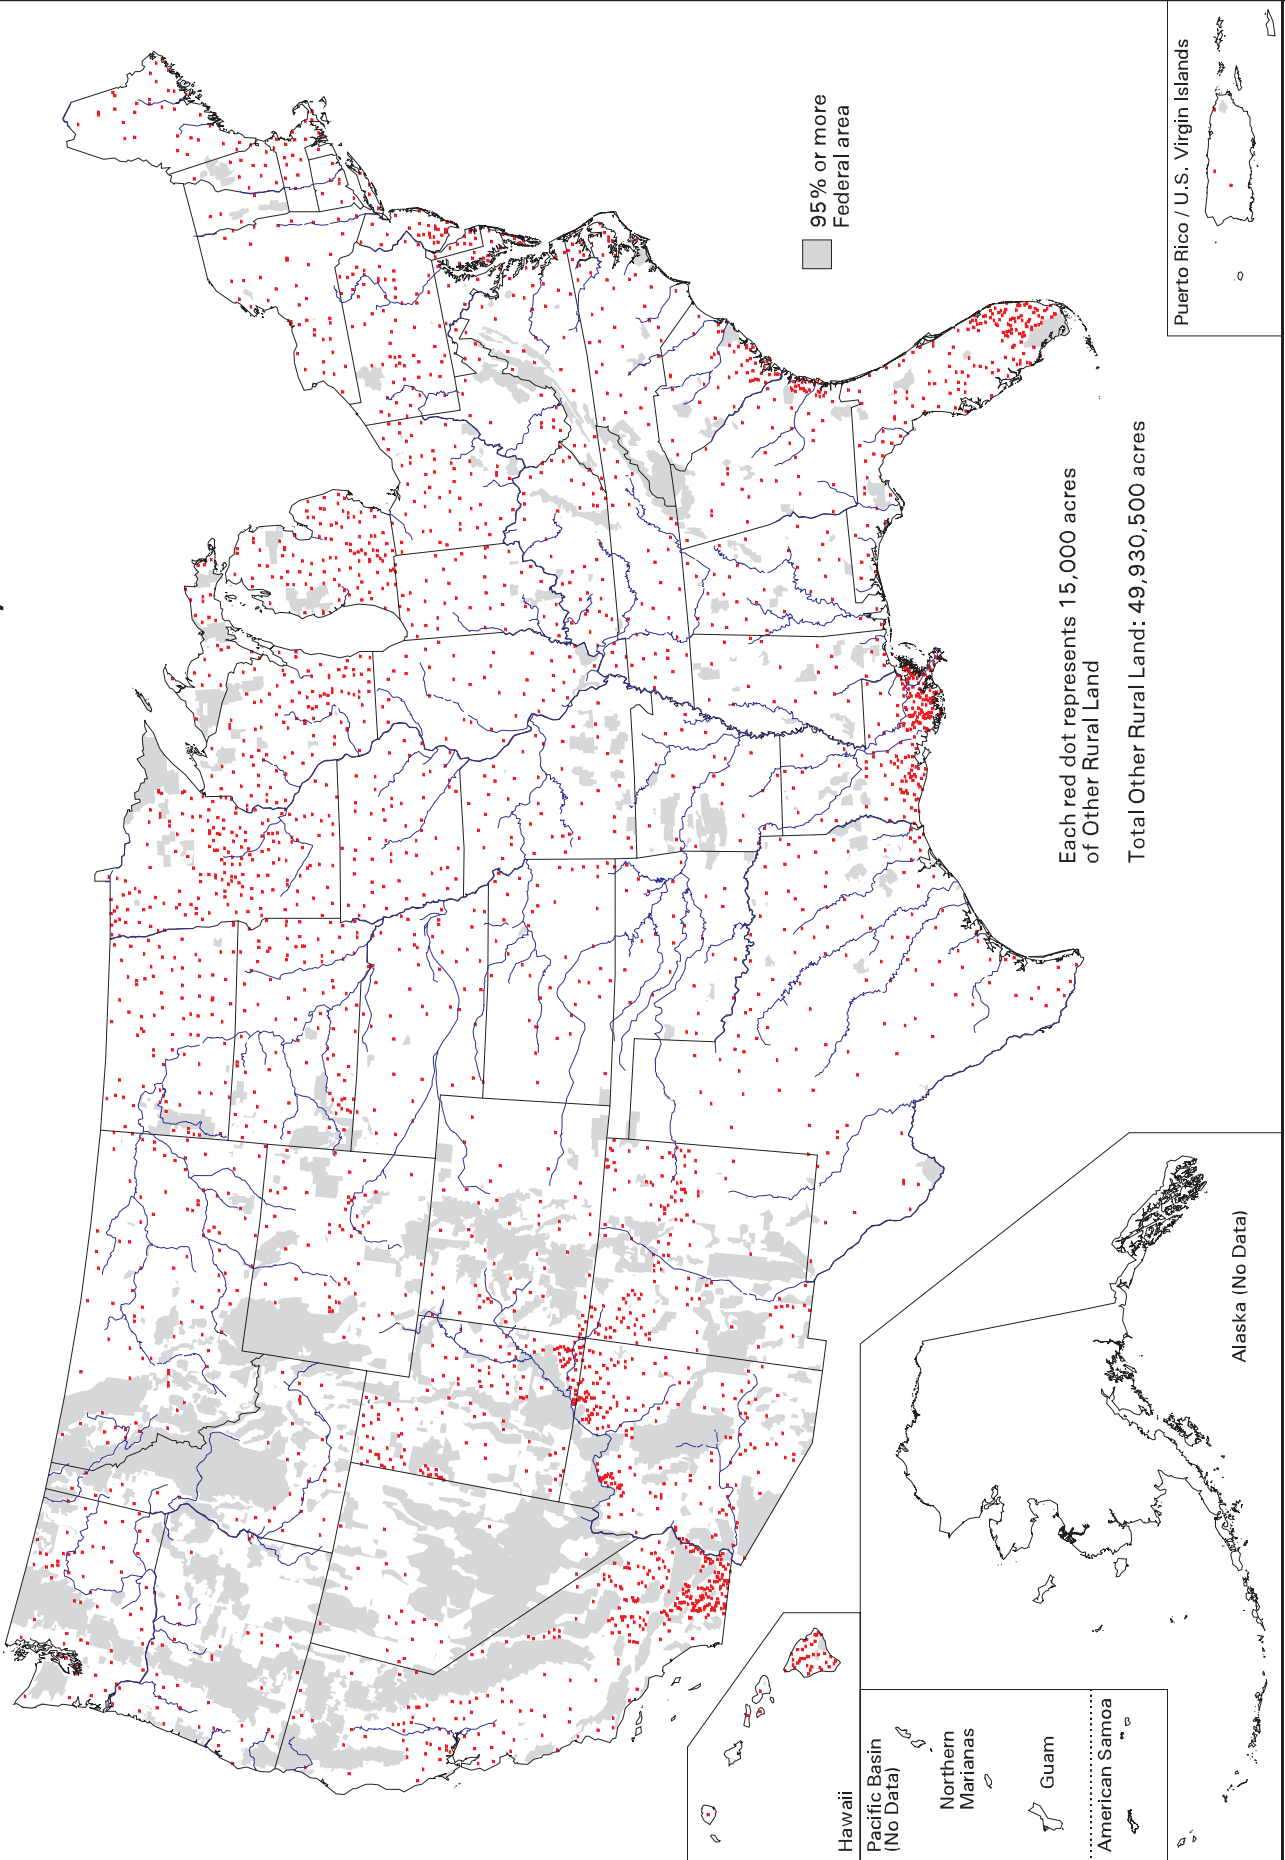 95% or more
Federal area
Each red dot represents 15,000 acres
of Other Rural Land
Total Other Rural Land: 49,930,500 acres
Puerto Rico / U.S. Virgin Islands
Hawaii
Pacific Basin
(No Data)
Northern
Marianas
Guam
American Samoa
Alaska (No Data)